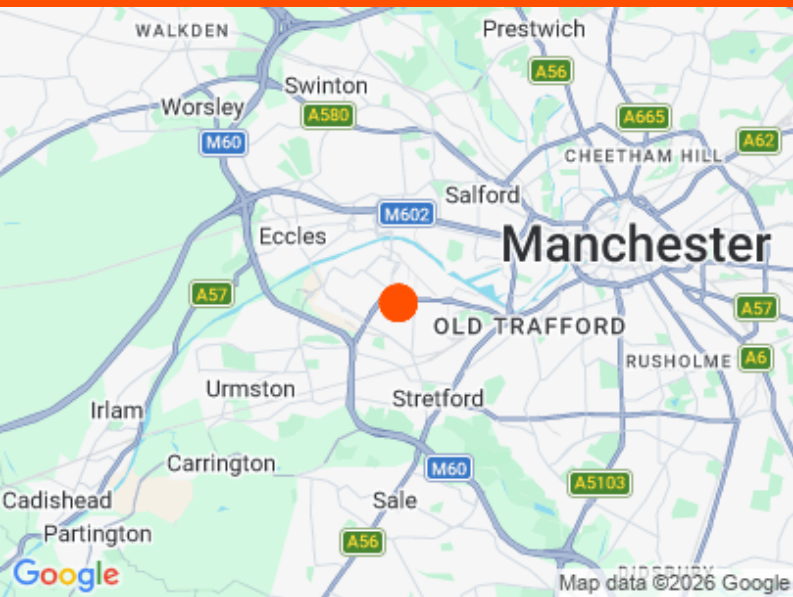 WALKDEN
Prestwich
A56
Swinton
A580
Worsley
A665
M60
A62
CHEETHAM HILL
Salford
M602
Eccles
Manchester
A57
A57
OLD TRAFFORD
RUSHOLME
A6
Urmston
Stretford
Irlam
Carrington
M60
A5103
Cadishead
Sale
Partington
A56
DIDSBURY
Google
Map data ©2026 Google